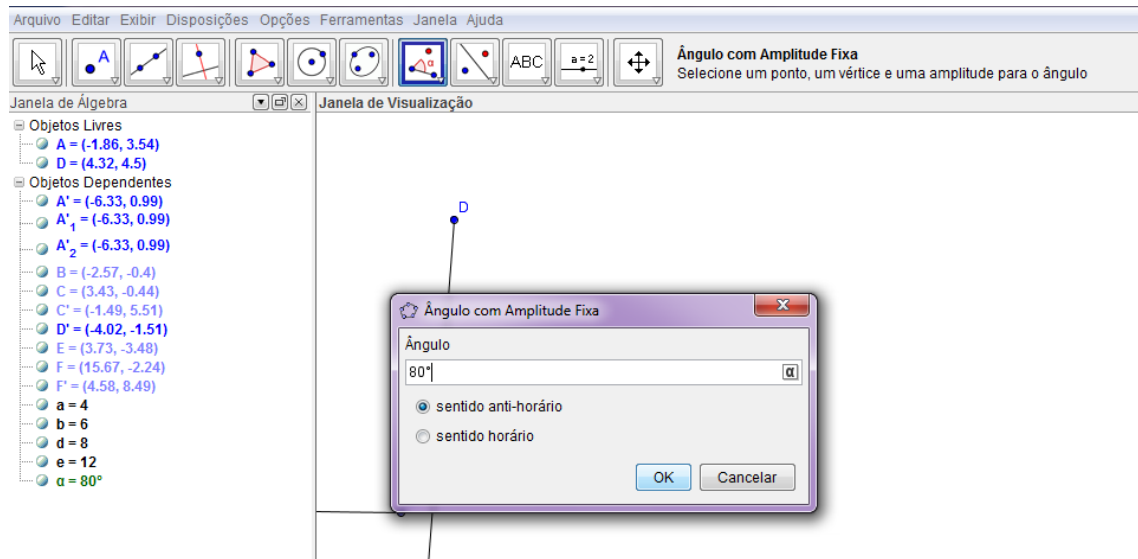 Arquivo Editar Exibir Disposições Opções Ferramentas Janela Ajuda
A
α
ABC
a=2
Ângulo com Amplitude Fixa
Selecione um ponto, um vértice e uma amplitude para o ângulo
Janela de Álgebra
Janela de Visualização
Objetos Livres
A = (-1.86, 3.54)
D = (4.32, 4.5)
Objetos Dependentes
A' = (-6.33, 0.99)
A'1 = (-6.33, 0.99)
A'2 = (-6.33, 0.99)
B = (-2.57, -0.4)
C = (3.43, -0.44)
C' = (-1.49, 5.51)
D' = (-4.02, -1.51)
E = (3.73, -3.48)
F = (15.67, -2.24)
F' = (4.58, 8.49)
a = 4
b = 6
d = 8
e = 12
α = 80°
D
Ângulo com Amplitude Fixa
Ângulo
80°
α
sentido anti-horário
sentido horário
OK
Cancelar